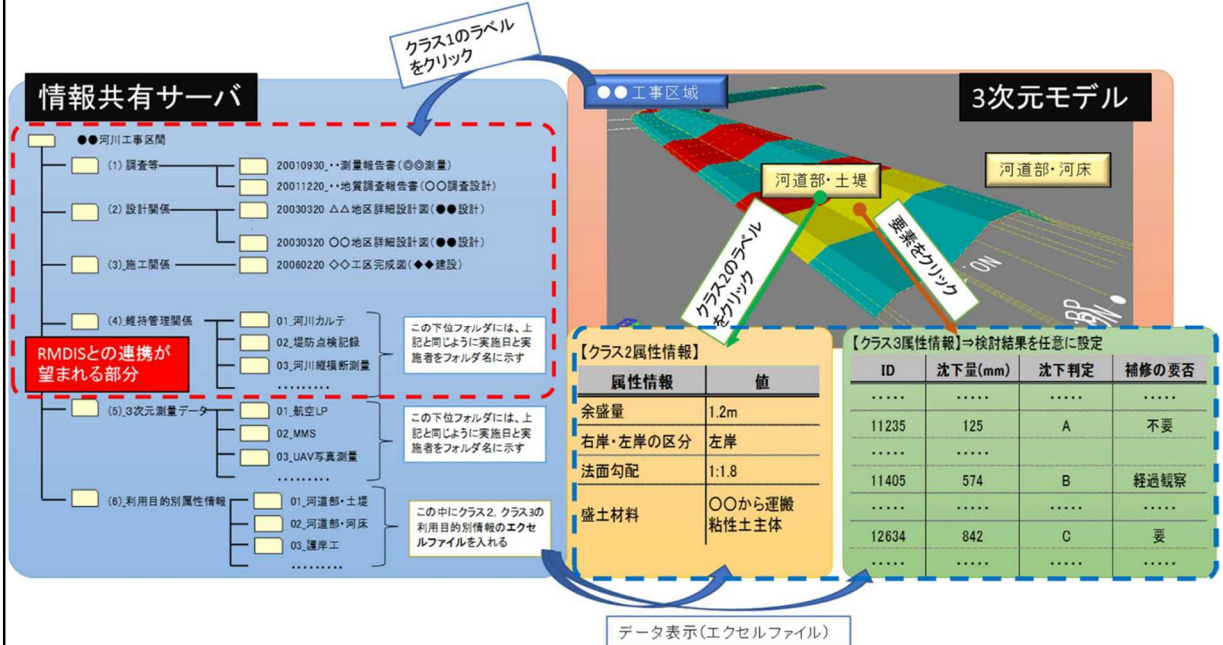 クラス1のラベル
をクリック
情報共有サーバ
●●工事区域
3次元モデル
●●河川工事区間
(1) 調査等
20010930_・・測量報告書(◎◎測量)
20011220_・・地質調査報告書(〇〇調査設計)
(2) 設計関係
20030320 △△地区詳細設計図(●●設計)
20030320 〇〇地区詳細設計図(●●設計)
(3)_施工関係
20060220 ◇◇工区完成図(◆◆建設)
(4)_維持管理関係
01_河川カルテ
02_堤防点検記録
03_河川縦横断測量
………
この下位フォルダには、上
記と同じように実施日と実
施者をフォルダ名に示す
RMDISとの連携が
望まれる部分
(5)_3次元測量データ
01_航空LP
02_MMS
03_UAV写真測量
………
この下位フォルダには、上
記と同じように実施日と実
施者をフォルダ名に示す
(6)_利用目的別属性情報
01_河道部・土堤
02_河道部・河床
03_護岸工
………
この中にクラス2、クラス3の
利用目的別情報のエクセ
ルファイルを入れる
河道部・土堤
河道部・河床
クラス2のラベル
をクリック
要素をクリック
【クラス2属性情報】
属性情報 値
余盛量 1.2m
右岸・左岸の区分 左岸
法面勾配 1:1.8
盛土材料 〇〇から運搬
粘性土主体
【クラス3属性情報】⇒検討結果を任意に設定
ID 沈下量(mm) 沈下判定 補修の要否
・・・・・ ・・・・・ ・・・・・ ・・・・・
11235 125 A 不要
・・・・・ ・・・・・
11405 574 B 経過観察
・・・・・ ・・・・・ ・・・・・ ・・・・・
12634 842 C 要
・・・・・ ・・・・・ ・・・・・ ・・・・・
データ表示(エクセルファイル)